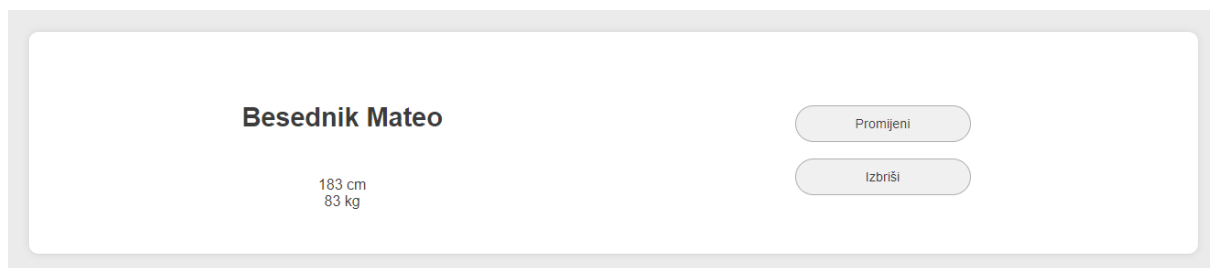 Besednik Mateo
183 cm
83 kg
Promijeni
Izbriši